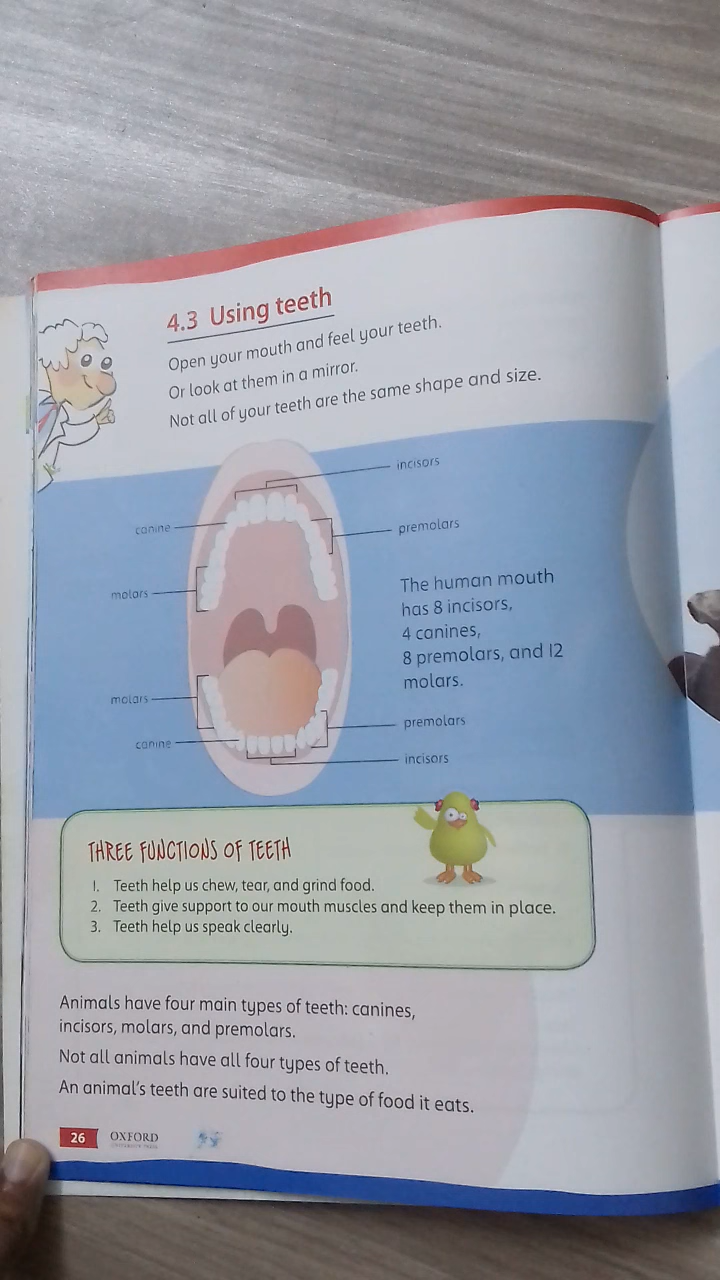 4.3 Using teeth
Open your mouth and feel your teeth.
Or look at them in a mirror.
Not all of your teeth are the same shape and size.
incisors
canine
premolars
molars
The human mouth
has 8 incisors,
4 canines,
8 premolars, and 12
molars.
molars
premolars
canine
incisors
THREE FUNCTIONS OF TEETH
1. Teeth help us chew, tear, and grind food.
2. Teeth give support to our mouth muscles and keep them in place.
3. Teeth help us speak clearly.
Animals have four main types of teeth: canines,
incisors, molars, and premolars.
Not all animals have all four types of teeth.
An animal's teeth are suited to the type of food it eats.
26 OXFORD
UNIVERSITY PRESS